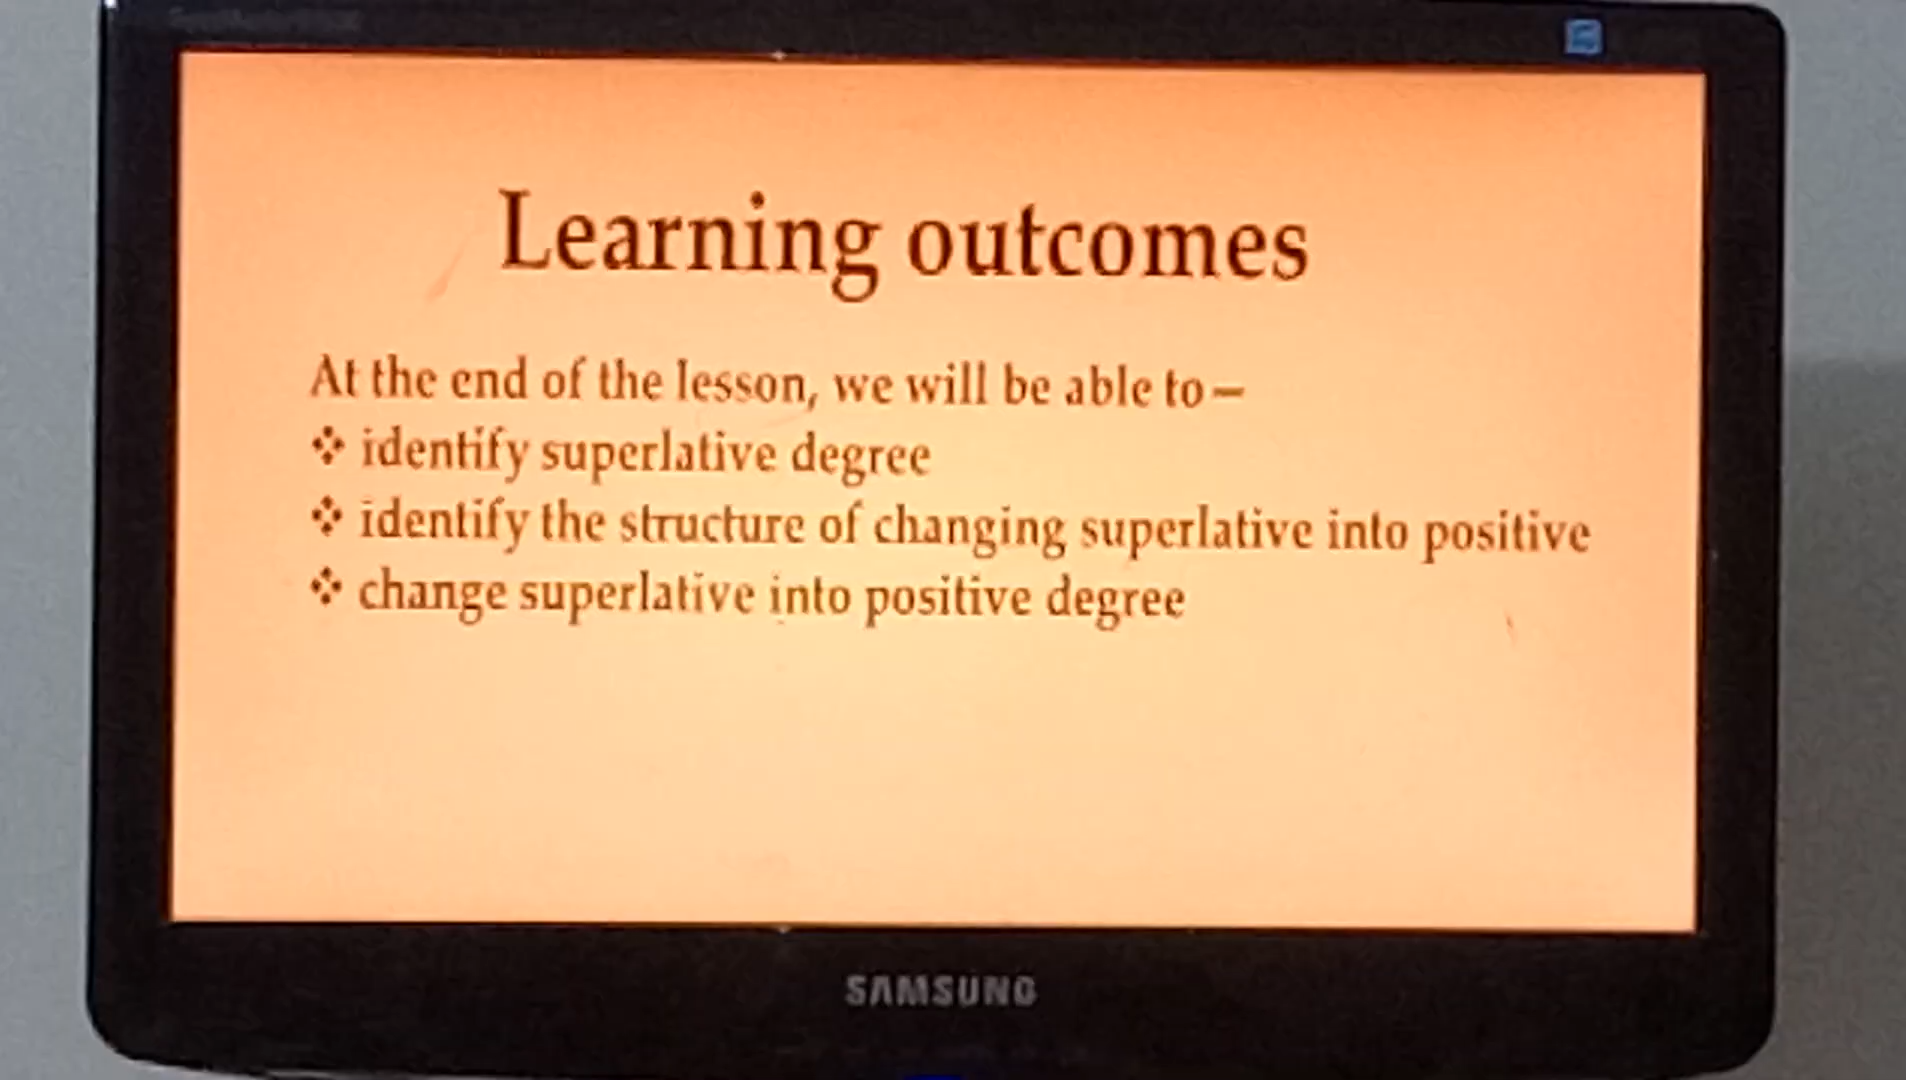 Learning outcomes
At the end of the lesson, we will be able to –
❖ identify superlative degree
❖ identify the structure of changing superlative into positive
❖ change superlative into positive degree
SAMSUNG